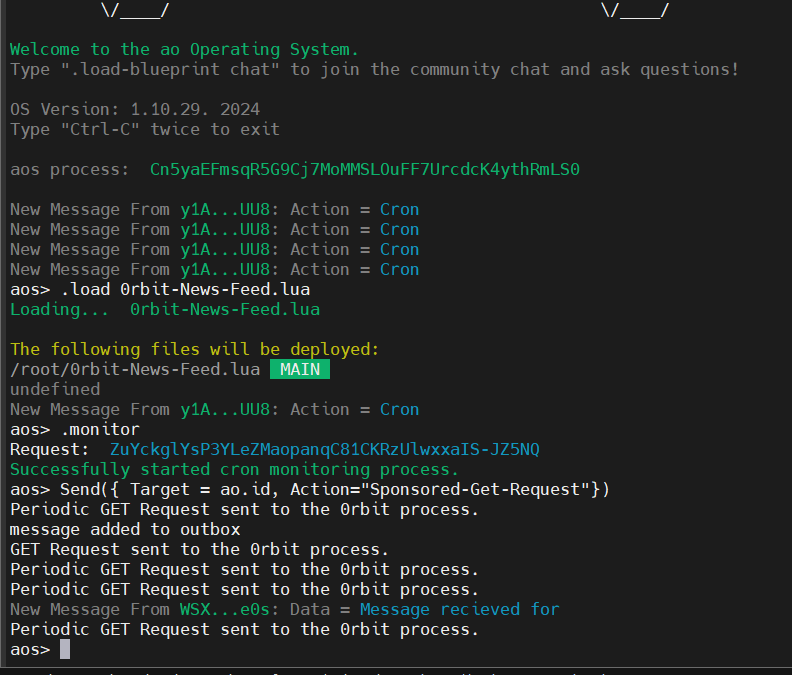 \/____/ \/____/
Welcome to the ao Operating System.
Type ".load-blueprint chat" to join the community chat and ask questions!
OS Version: 1.10.29. 2024
Type "Ctrl-C" twice to exit
aos process:  Cn5yaEFmsqR5G9Cj7MoMMSLOuFF7UrcdcK4ythRmLS0
New Message From y1A...UU8: Action = Cron
New Message From y1A...UU8: Action = Cron
New Message From y1A...UU8: Action = Cron
New Message From y1A...UU8: Action = Cron
aos> .load 0rbit-News-Feed.lua
Loading...  0rbit-News-Feed.lua
The following files will be deployed:
/root/0rbit-News-Feed.lua  MAIN
undefined
New Message From y1A...UU8: Action = Cron
aos> .monitor
Request:  ZuYckglYsP3YLeZMaopanqC81CKRzUlwxxaIS-JZ5NQ
Successfully started cron monitoring process.
aos> Send({ Target = ao.id, Action="Sponsored-Get-Request"})
Periodic GET Request sent to the 0rbit process.
message added to outbox
GET Request sent to the 0rbit process.
Periodic GET Request sent to the 0rbit process.
Periodic GET Request sent to the 0rbit process.
New Message From WSX...e0s: Data = Message recieved for
Periodic GET Request sent to the 0rbit process.
aos>